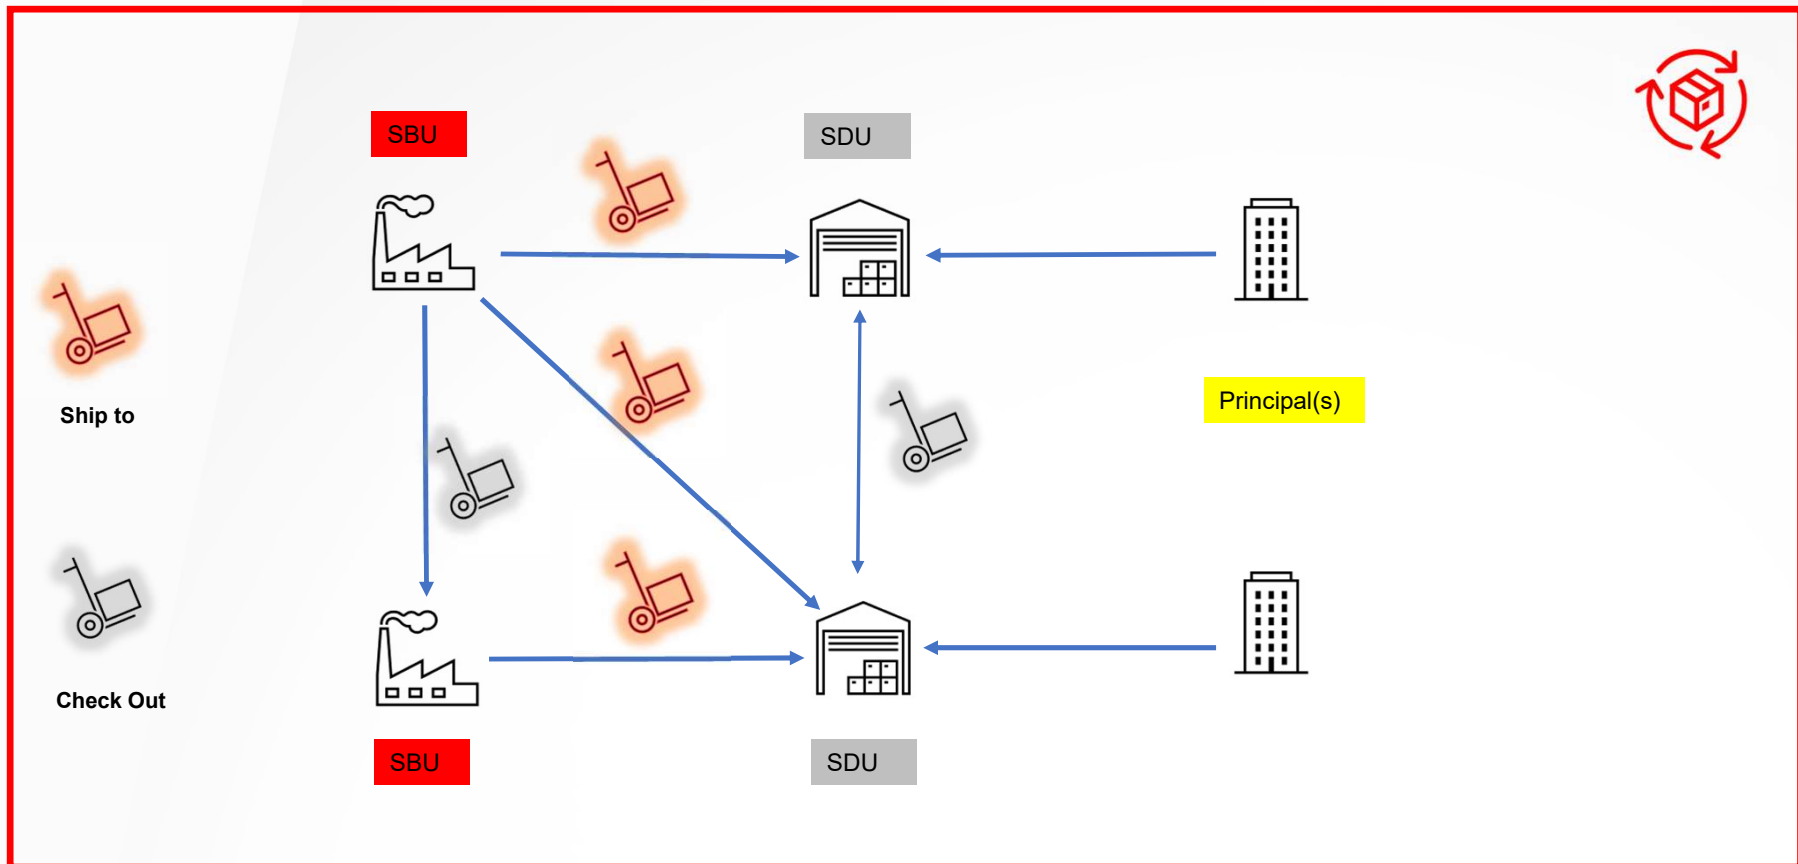 SBU
SDU
Ship to
Principal(s)
Check Out
SBU
SDU